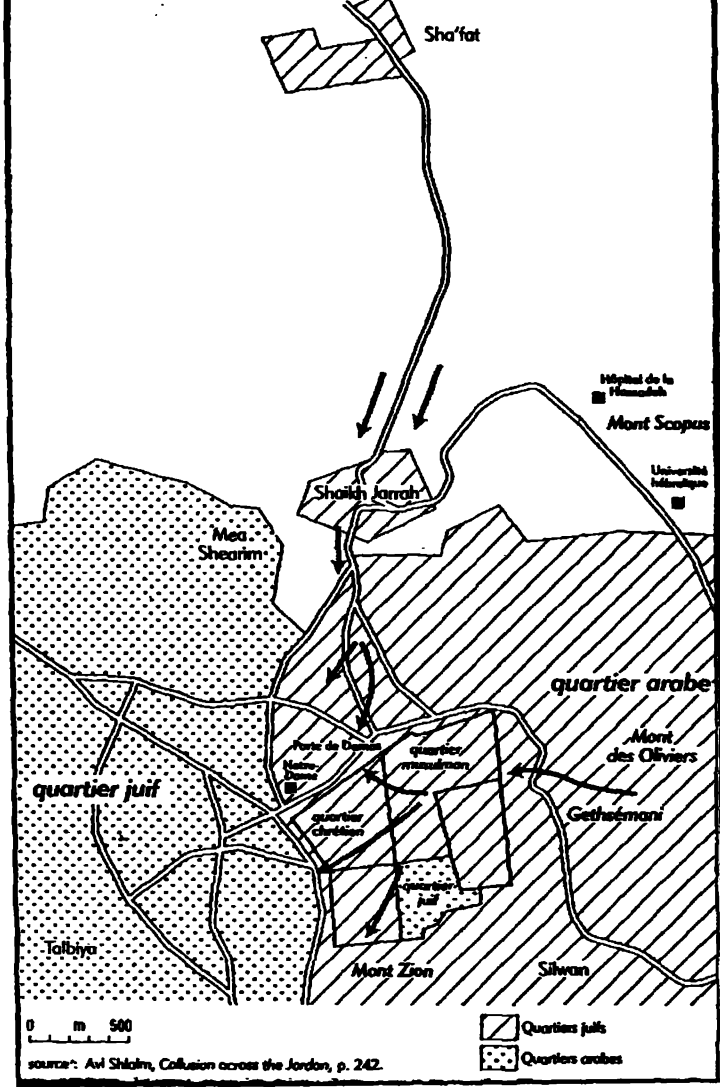 Sha'fat
Hôpital de la
Hadassah
Mont Scopus
Université
hébraïque
Shaikh Jarrah
Mea
Shearim
quartier arabe
Mont
des Oliviers
Porte de Damas
quartier
musulman
Notre-
Dame
quartier juif
Gethsémani
quartier
chrétien
quartier
juif
Talbiya
Mont Zion
Silwan
0 m 500
Quartiers juifs
source: Avi Shlaim, Collusion across the Jordan, p. 242.
Quartiers arabes